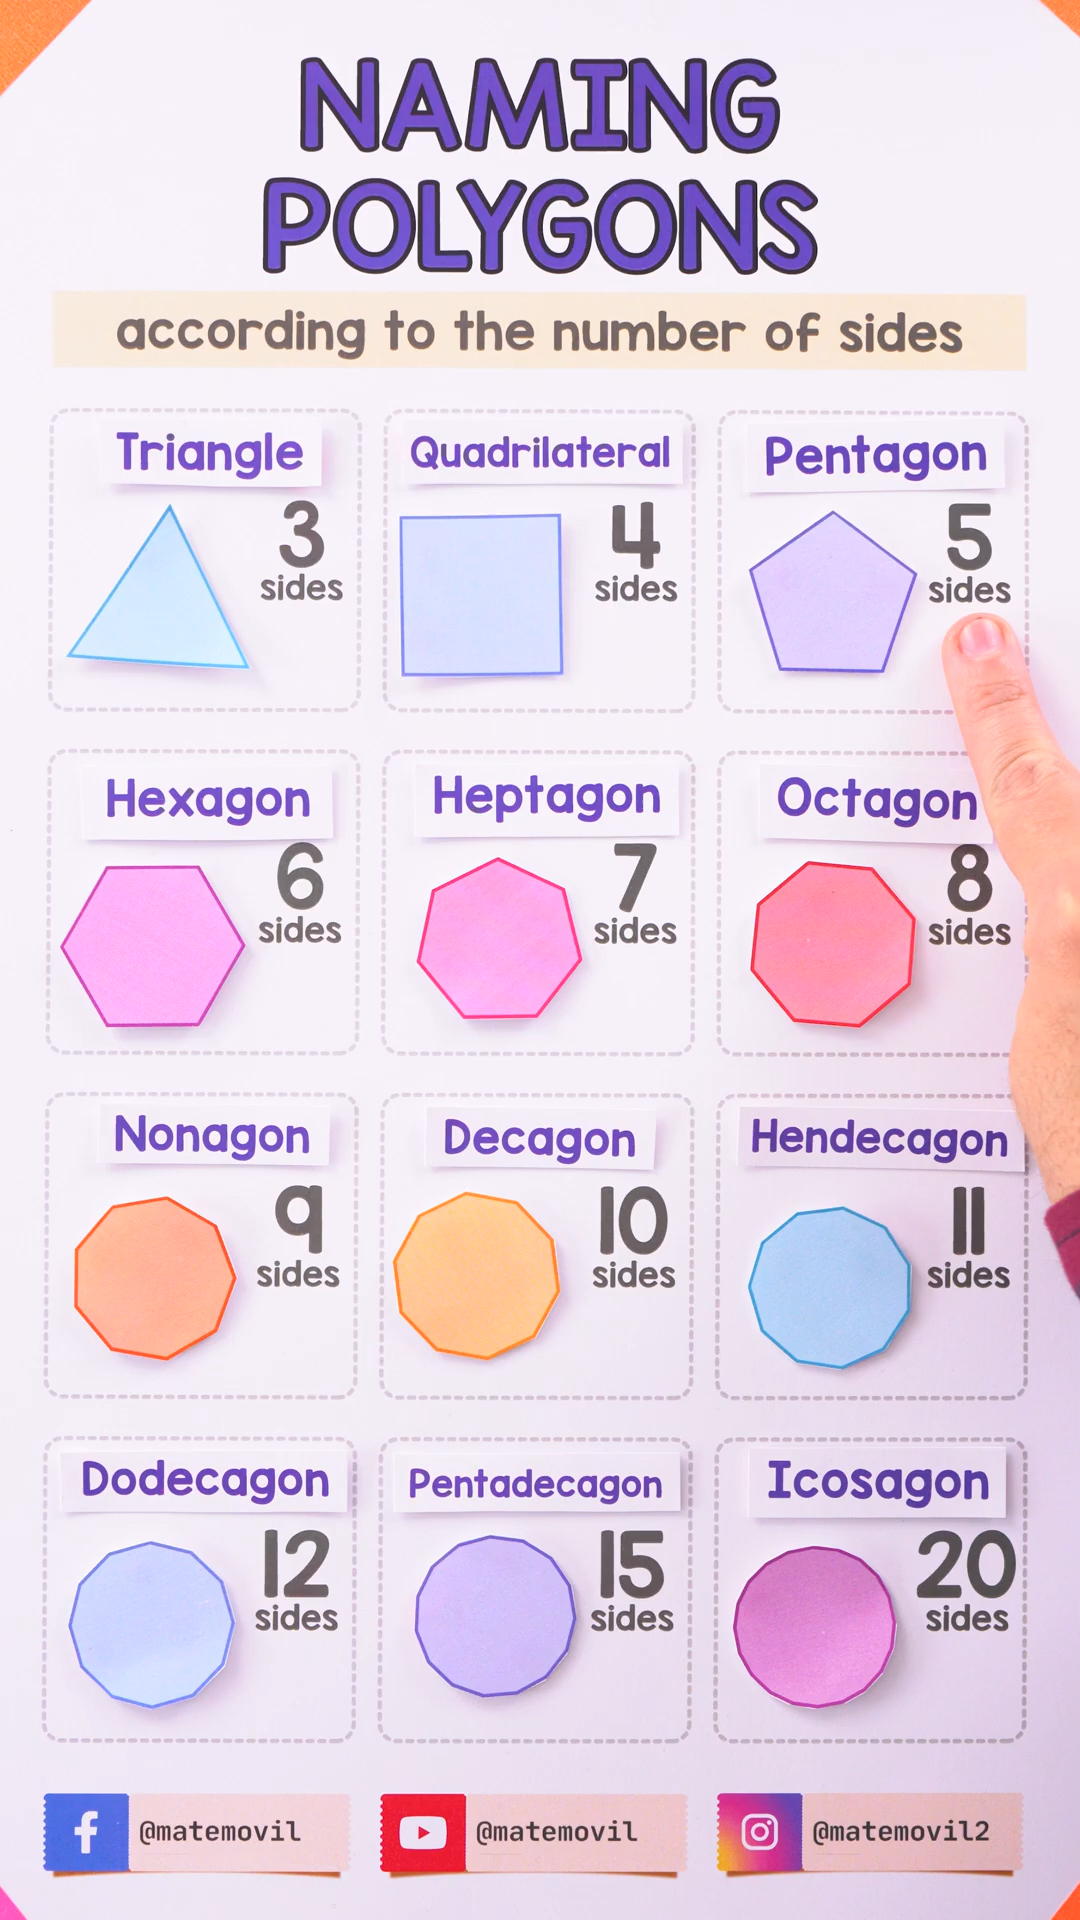 NAMING
POLYGONS
according to the number of sides
Triangle
3
sides
Quadrilateral
4
sides
Pentagon
5
sides
Hexagon
6
sides
Heptagon
7
sides
Octagon
8
sides
Nonagon
9
sides
Decagon
10
sides
Hendecagon
11
sides
Dodecagon
12
sides
Pentadecagon
15
sides
Icosagon
20
sides
@matemovil
@matemovil
@matemovil2